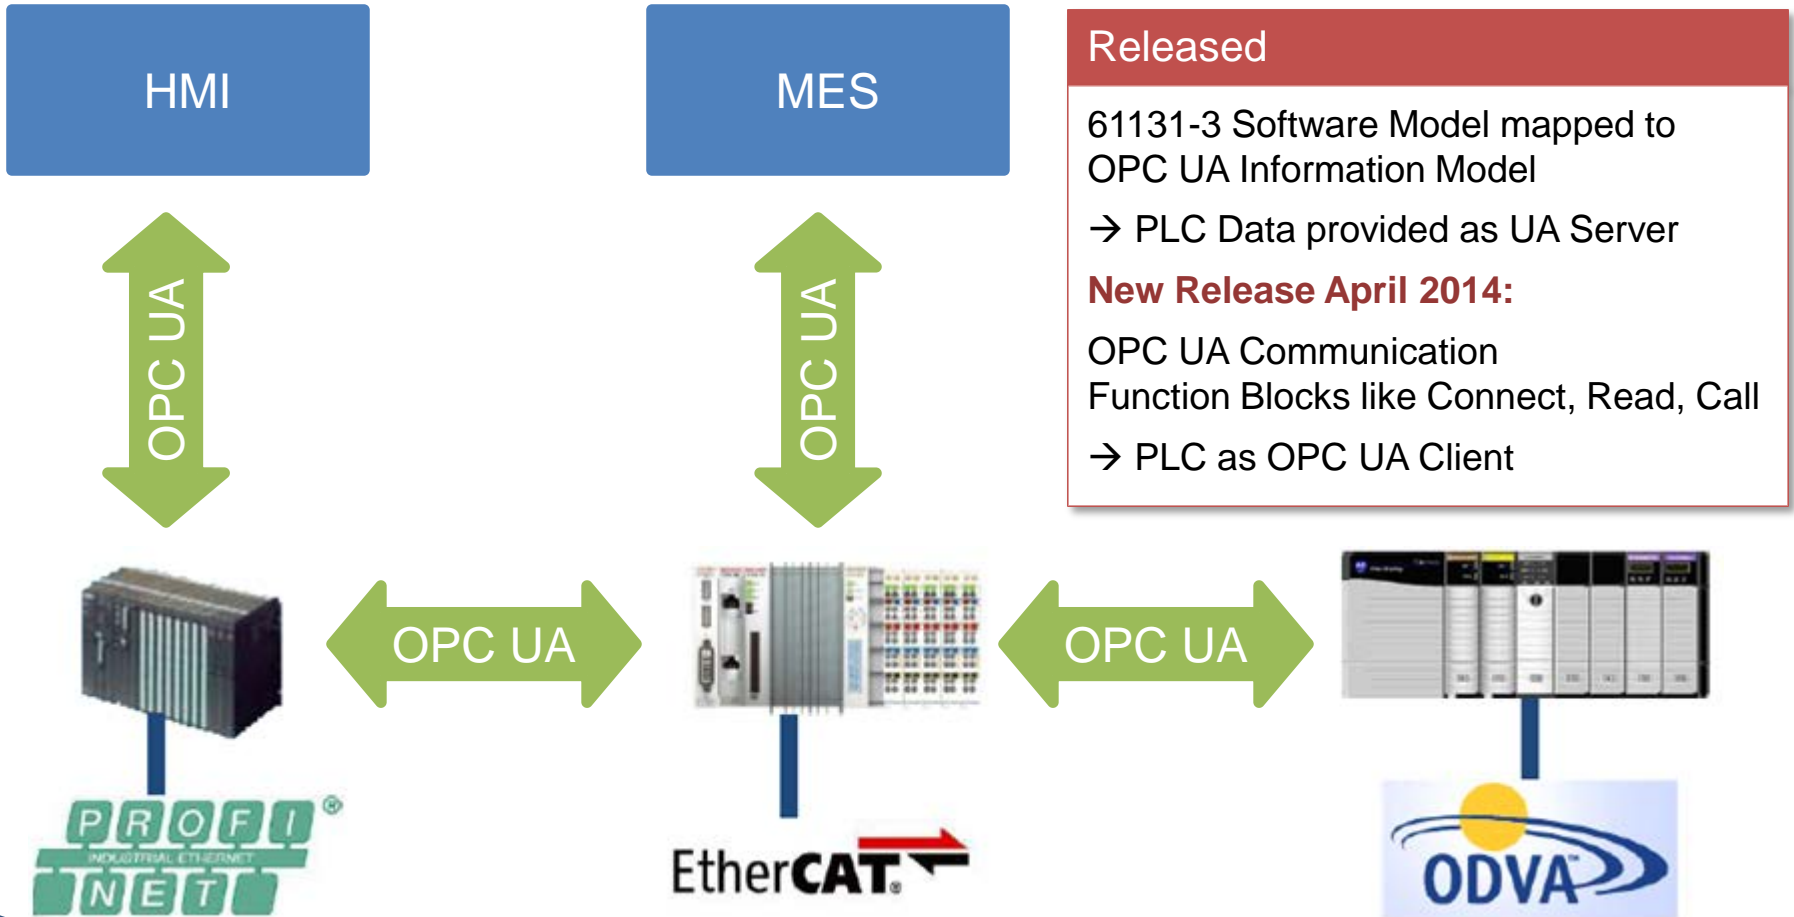 HMI
MES
Released
61131-3 Software Model mapped to
OPC UA Information Model
→ PLC Data provided as UA Server
New Release April 2014:
OPC UA Communication
Function Blocks like Connect, Read, Call
→ PLC as OPC UA Client
OPC UA
OPC UA
OPC UA
OPC UA
PROFI®
INDUSTRIAL ETHERNET
NET
EtherCAT®
ODVA™